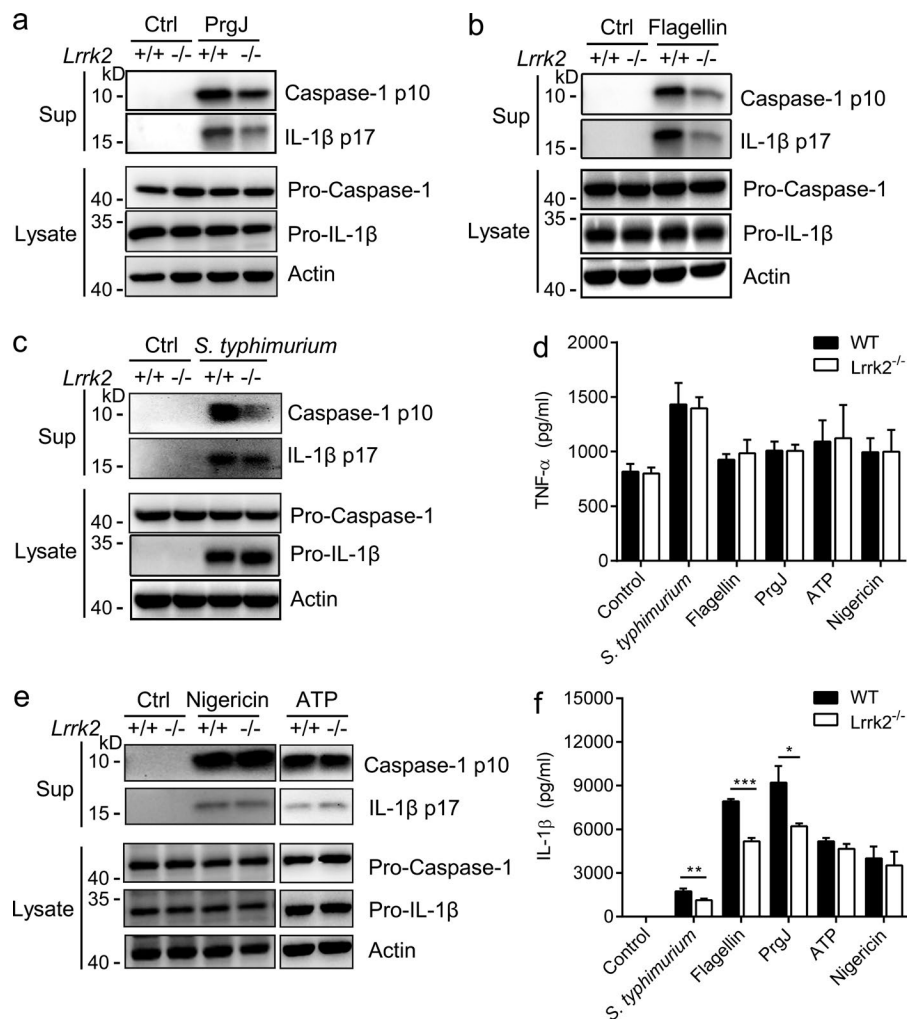 a
Ctrl PrgJ
Lrrk2 +/+ -/- +/+ -/-
kD
Sup
10 - Caspase-1 p10
15 - IL-1β p17
Lysate
40 - Pro-Caspase-1
35 - Pro-IL-1β
40 - Actin
b
Ctrl Flagellin
Lrrk2 +/+ -/- +/+ -/-
kD
Sup
10 - Caspase-1 p10
15 - IL-1β p17
Lysate
40 - Pro-Caspase-1
35 - Pro-IL-1β
40 - Actin
c
Ctrl S. typhimurium
Lrrk2 +/+ -/- +/+ -/-
kD
Sup
10 - Caspase-1 p10
15 - IL-1β p17
Lysate
40 - Pro-Caspase-1
35 - Pro-IL-1β
40 - Actin
d
WT
Lrrk2-/-
TNF-α (pg/ml)
2000
1500
1000
500
0
Control
S. typhimurium
Flagellin
PrgJ
ATP
Nigericin
e
Ctrl Nigericin ATP
Lrrk2 +/+ -/- +/+ -/- +/+ -/-
kD
Sup
10 - Caspase-1 p10
15 - IL-1β p17
Lysate
40 - Pro-Caspase-1
35 - Pro-IL-1β
40 - Actin
f
WT
Lrrk2-/-
IL-1β (pg/ml)
15000
12000
9000
6000
3000
0
**
***
*
Control
S. typhimurium
Flagellin
PrgJ
ATP
Nigericin